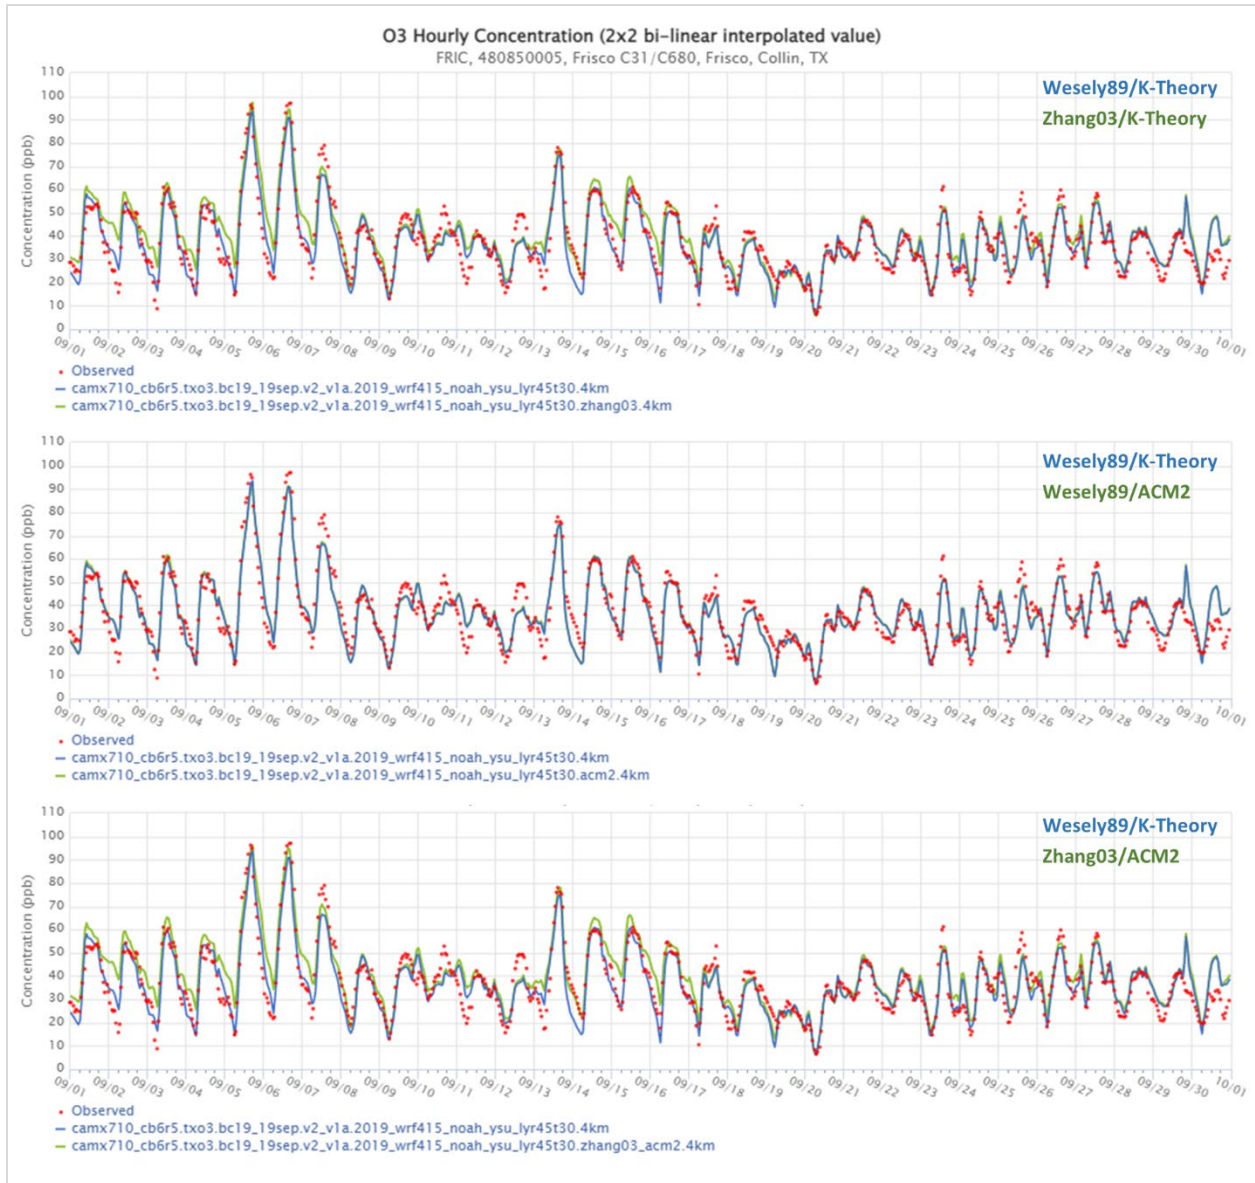 O3 Hourly Concentration (2x2 bi-linear interpolated value)
FRIC, 480850005, Frisco C31/C680, Frisco, Collin, TX
Wesely89/K-Theory
Zhang03/K-Theory
Concentration (ppb)
110
100
90
80
70
60
50
40
30
20
10
0
09/01 09/02 09/03 09/04 09/05 09/06 09/07 09/08 09/09 09/10 09/11 09/12 09/13 09/14 09/15 09/16 09/17 09/18 09/19 09/20 09/21 09/22 09/23 09/24 09/25 09/26 09/27 09/28 09/29 09/30 10/01
Observed
camx710_cb6r5.txo3.bc19_19sep.v2_v1a.2019_wrf415_noah_ysu_lyr45t30.4km
camx710_cb6r5.txo3.bc19_19sep.v2_v1a.2019_wrf415_noah_ysu_lyr45t30.zhang03.4km
Wesely89/K-Theory
Wesely89/ACM2
Concentration (ppb)
110
100
90
80
70
60
50
40
30
20
10
0
09/01 09/02 09/03 09/04 09/05 09/06 09/07 09/08 09/09 09/10 09/11 09/12 09/13 09/14 09/15 09/16 09/17 09/18 09/19 09/20 09/21 09/22 09/23 09/24 09/25 09/26 09/27 09/28 09/29 09/30 10/01
Observed
camx710_cb6r5.txo3.bc19_19sep.v2_v1a.2019_wrf415_noah_ysu_lyr45t30.4km
camx710_cb6r5.txo3.bc19_19sep.v2_v1a.2019_wrf415_noah_ysu_lyr45t30.acm2.4km
Wesely89/K-Theory
Zhang03/ACM2
Concentration (ppb)
110
100
90
80
70
60
50
40
30
20
10
0
09/01 09/02 09/03 09/04 09/05 09/06 09/07 09/08 09/09 09/10 09/11 09/12 09/13 09/14 09/15 09/16 09/17 09/18 09/19 09/20 09/21 09/22 09/23 09/24 09/25 09/26 09/27 09/28 09/29 09/30 10/01
Observed
camx710_cb6r5.txo3.bc19_19sep.v2_v1a.2019_wrf415_noah_ysu_lyr45t30.4km
camx710_cb6r5.txo3.bc19_19sep.v2_v1a.2019_wrf415_noah_ysu_lyr45t30.zhang03_acm2.4km